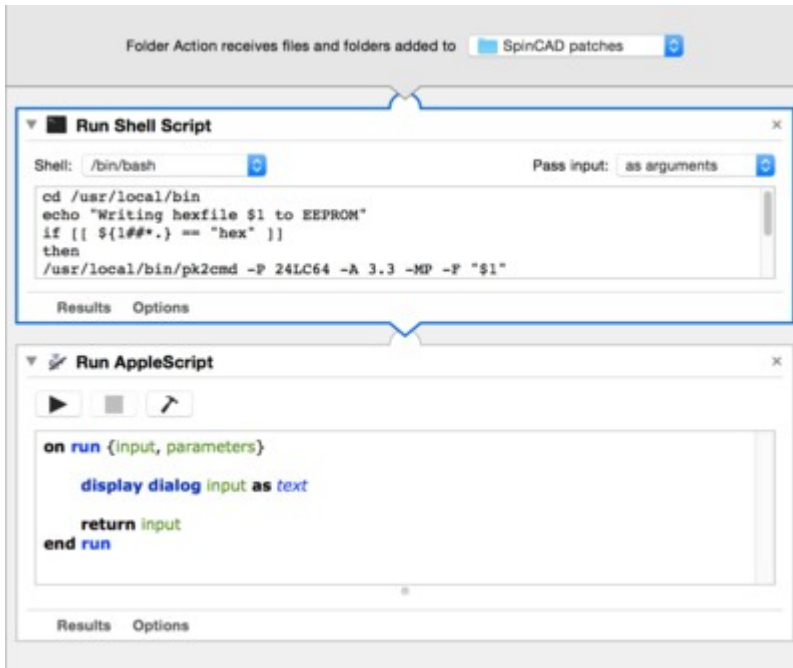 Folder Action receives files and folders added to SpinCAD patches
Run Shell Script
Shell: /bin/bash Pass input: as arguments
cd /usr/local/bin
echo "Writing hexfile $1 to EEPROM"
if [[ ${1##*.} == "hex" ]]
then
/usr/local/bin/pk2cmd -P 24LC64 -A 3.3 -MP -F "$1"
Results Options
Run AppleScript
on run {input, parameters}
display dialog input as text
return input
end run
Results Options